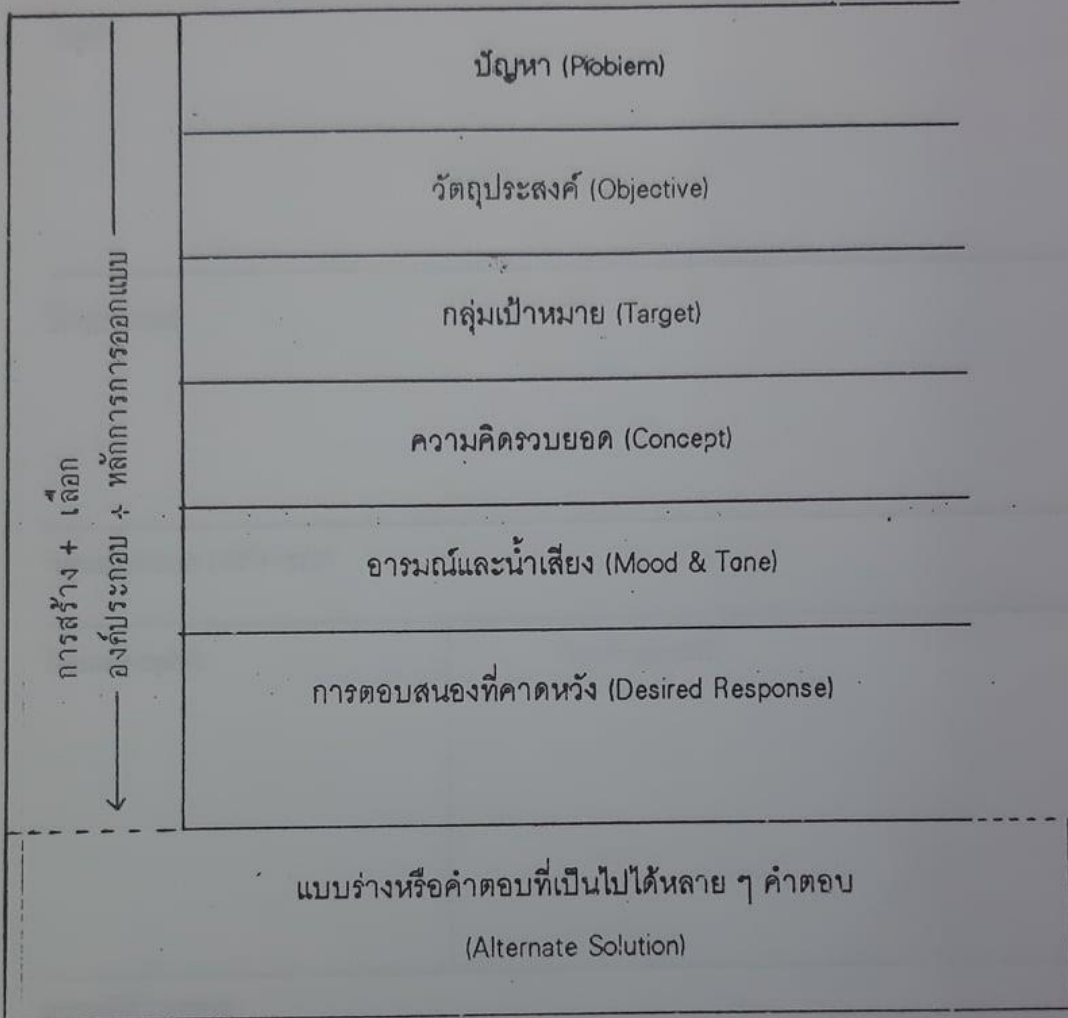 ปัญหา (Probiem)
วัตถุประสงค์ (Objective)
กลุ่มเป้าหมาย (Target)
ความคิดรวบยอด (Concept)
อารมณ์และน้ำเสียง (Mood & Tone)
การตอบสนองที่คาดหวัง (Desired Response)
การสร้าง + เลือก
องค์ประกอบ + หลักการการออกแบบ
แบบร่างหรือคำตอบที่เป็นไปได้หลาย ๆ คำตอบ
(Alternate Solution)